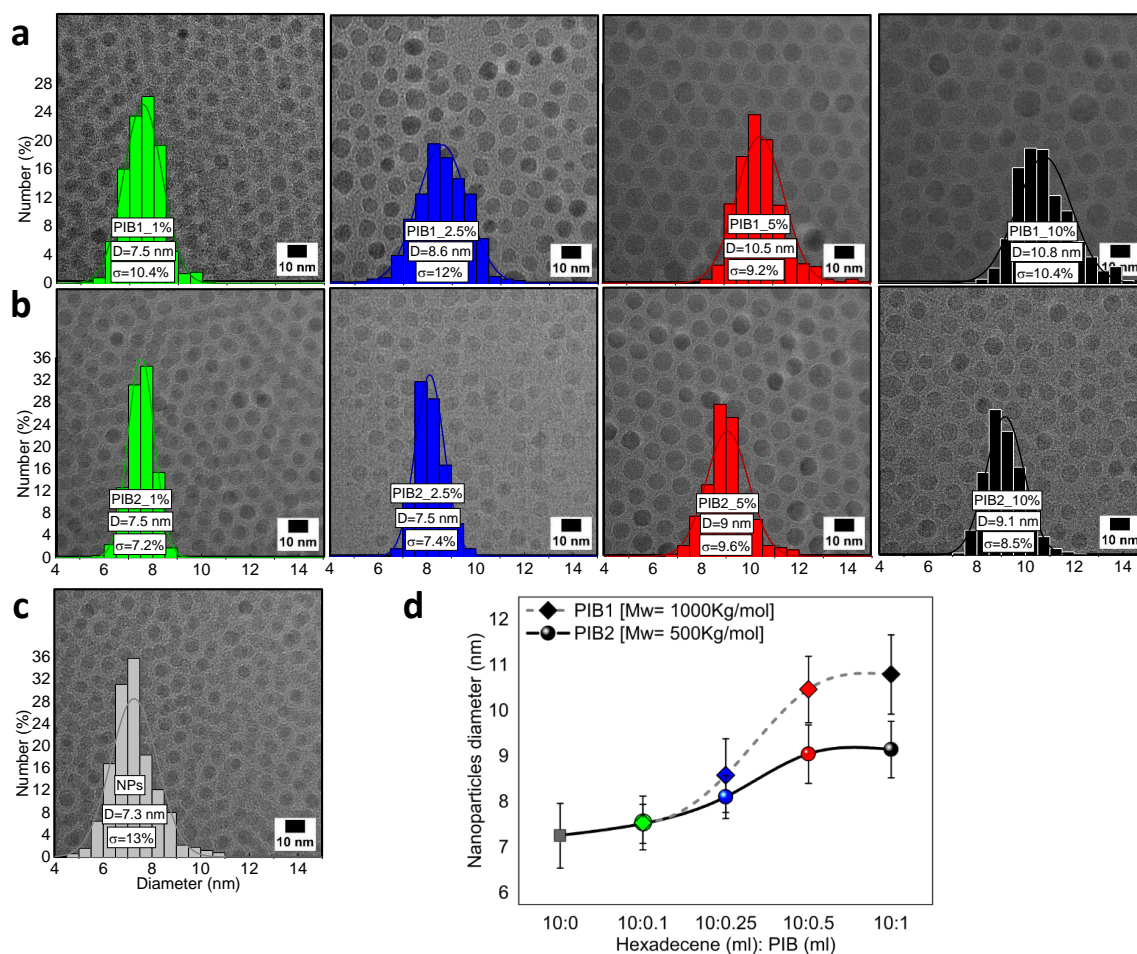 a
28
24
20
16
12
8
4
0
Number (%)
PIB1_1%
D=7.5 nm
σ=10.4%
10 nm
PIB1_2.5%
D=8.6 nm
σ=12%
10 nm
PIB1_5%
D=10.5 nm
σ=9.2%
10 nm
PIB1_10%
D=10.8 nm
σ=10.4%
10 nm
b
36
32
28
24
20
16
12
8
4
0
Number (%)
PIB2_1%
D=7.5 nm
σ=7.2%
10 nm
PIB2_2.5%
D=7.5 nm
σ=7.4%
10 nm
PIB2_5%
D=9 nm
σ=9.6%
10 nm
PIB2_10%
D=9.1 nm
σ=8.5%
10 nm
4 6 8 10 12 14
4 6 8 10 12 14
4 6 8 10 12 14
4 6 8 10 12 14
c
36
32
28
24
20
16
12
8
4
0
Number (%)
NPs
D=7.3 nm
σ=13%
10 nm
4 6 8 10 12 14
Diameter (nm)
d
PIB1 [Mw= 1000Kg/mol]
PIB2 [Mw= 500Kg/mol]
12
11
10
9
8
7
6
Nanoparticles diameter (nm)
10:0 10:0.1 10:0.25 10:0.5 10:1
Hexadecene (ml): PIB (ml)